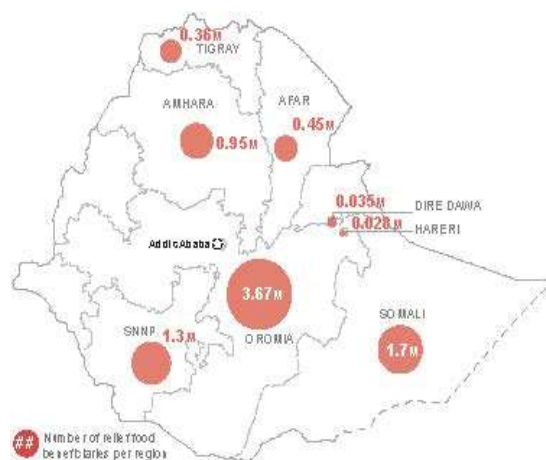 0.36M
TIGRAY
AMHARA
AFAR
0.95M
0.45M
0.035M
DIRE DAWA
0.028M
HARERI
Addic Ababa
3.67M
SOMALI
SNNP
1.3M
OROMIA
1.7M
## Number of relief food
beneficiaries per region